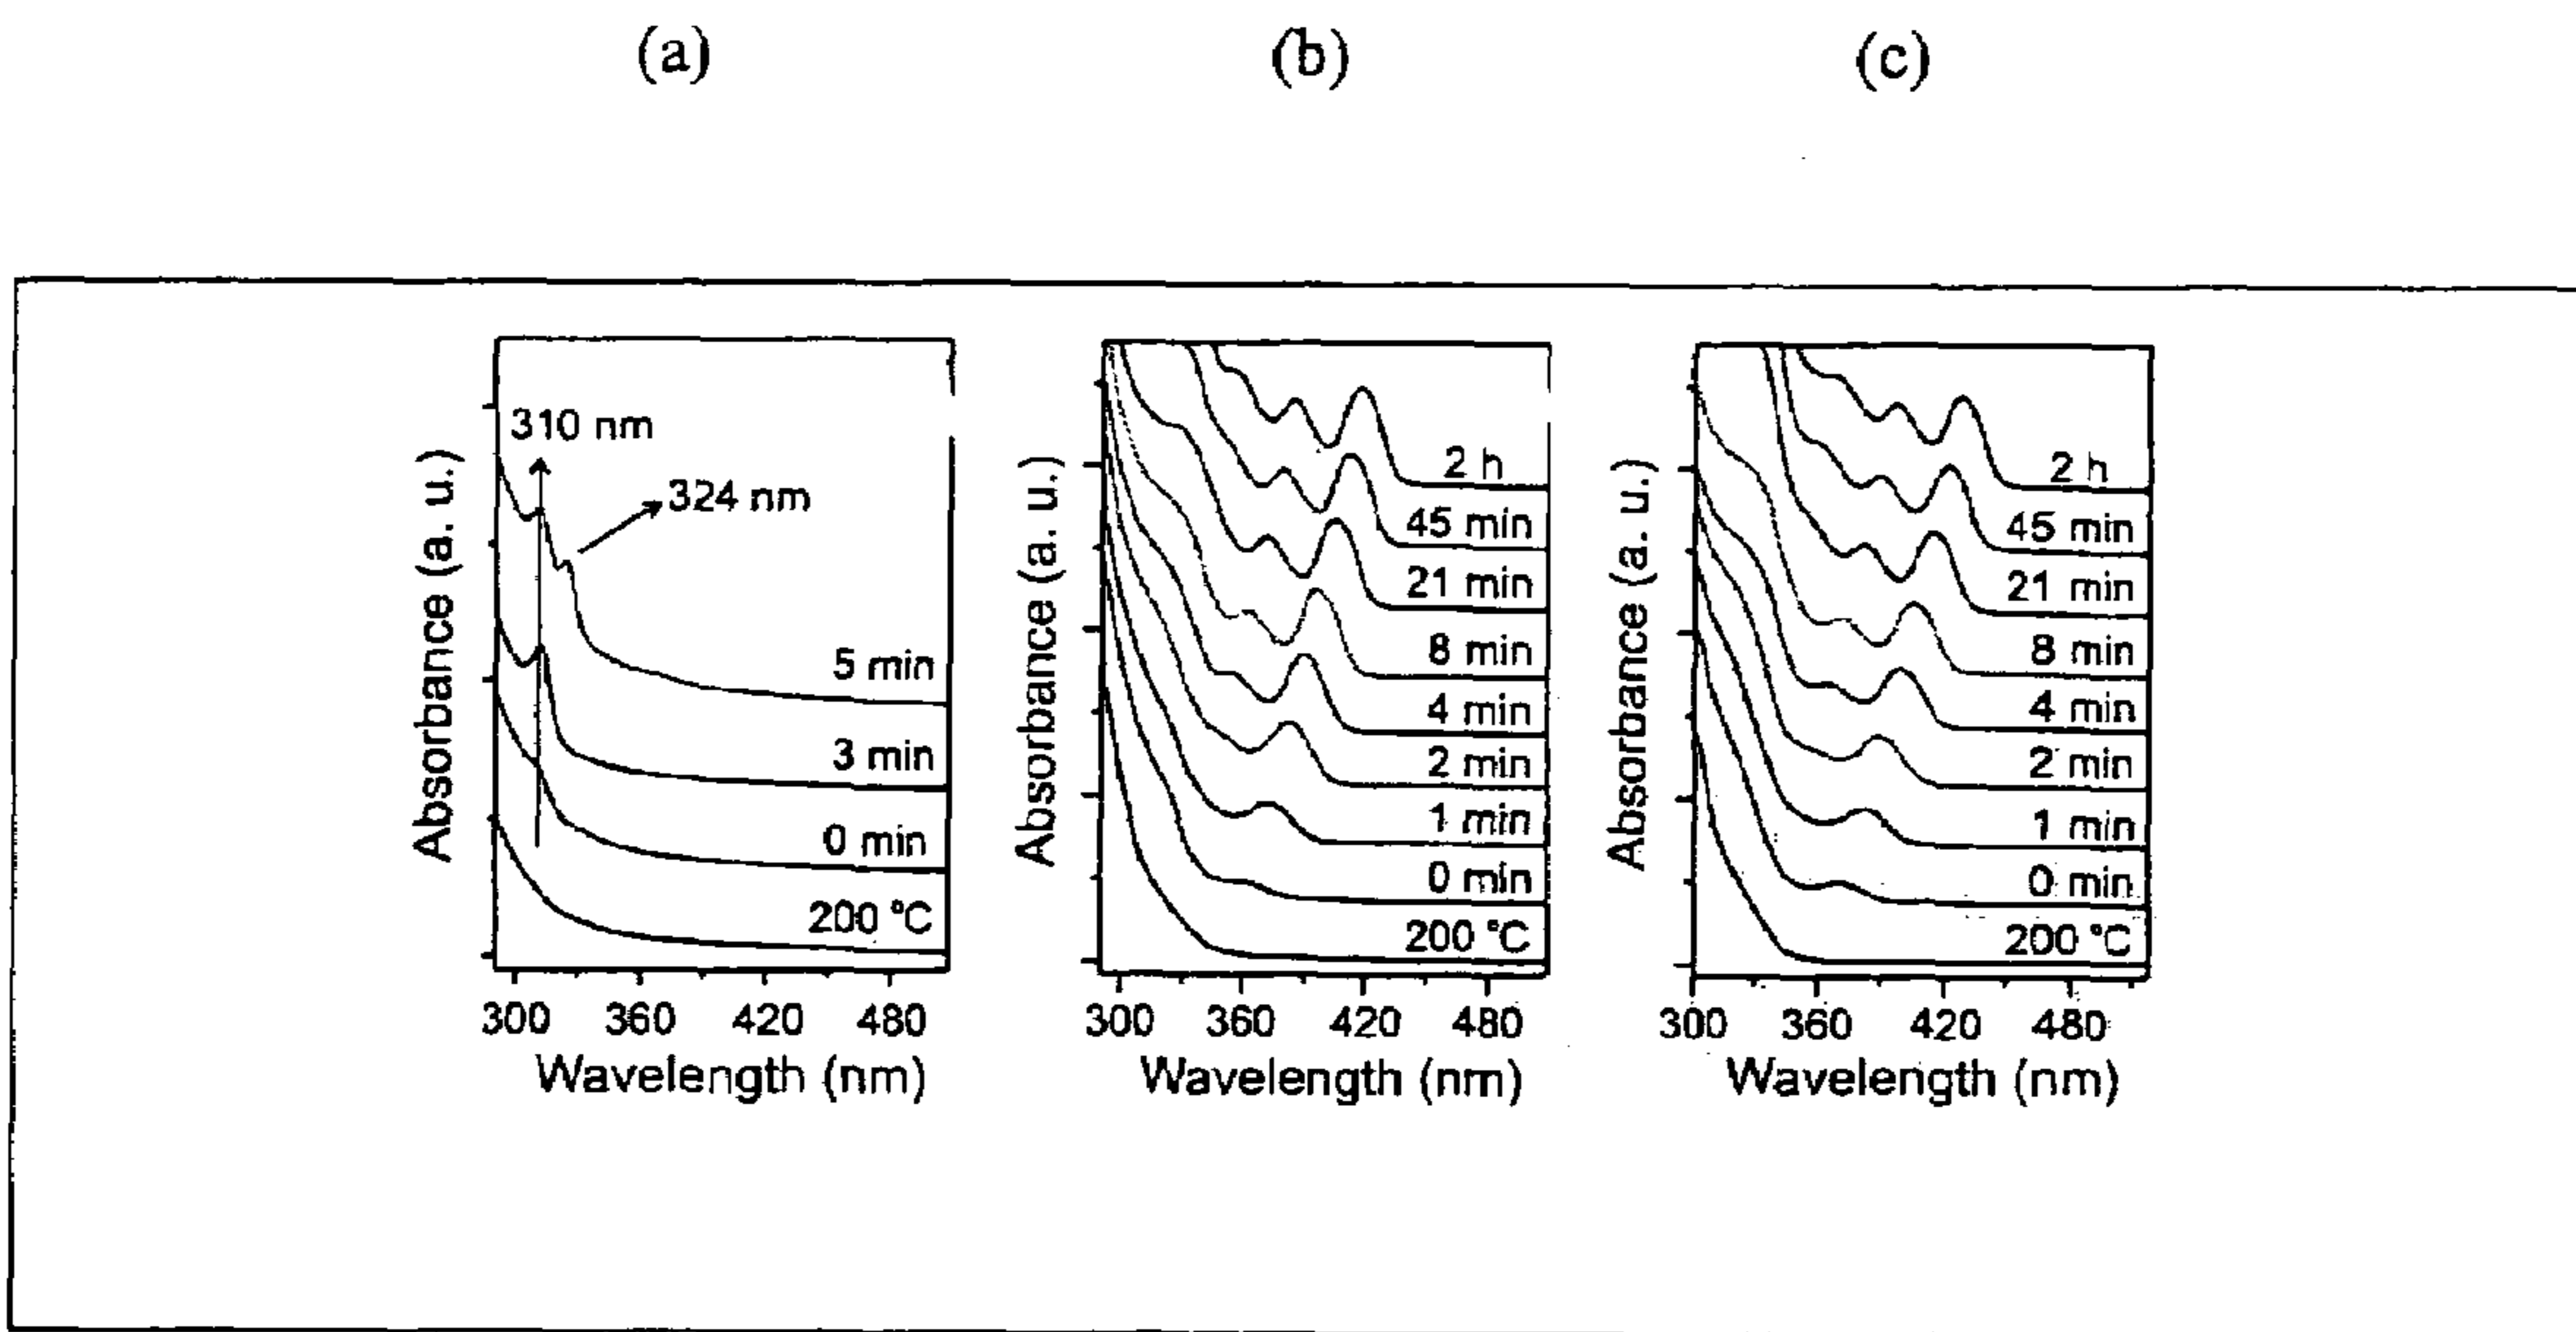 (a)
(b)
(c)
Absorbance (a. u.)
310 nm
324 nm
5 min
3 min
0 min
200 °C
300 360 420 480
Wavelength (nm)
Absorbance (a. u.)
2 h
45 min
21 min
8 min
4 min
2 min
1 min
0 min
200 °C
300 360 420 480
Wavelength (nm)
Absorbance (a. u.)
2 h
45 min
21 min
8 min
4 min
2 min
1 min
0 min
200 °C
300 360 420 480
Wavelength (nm)